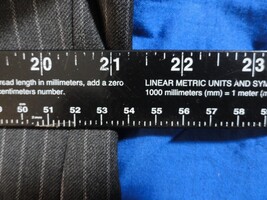 20 21 22 23
read length in millimeters, add a zero LINEAR METRIC UNITS AND SYM
centimeters number. 1000 millimeters (mm) = 1 meter (m
50 51 52 53 54 55 56 57 58